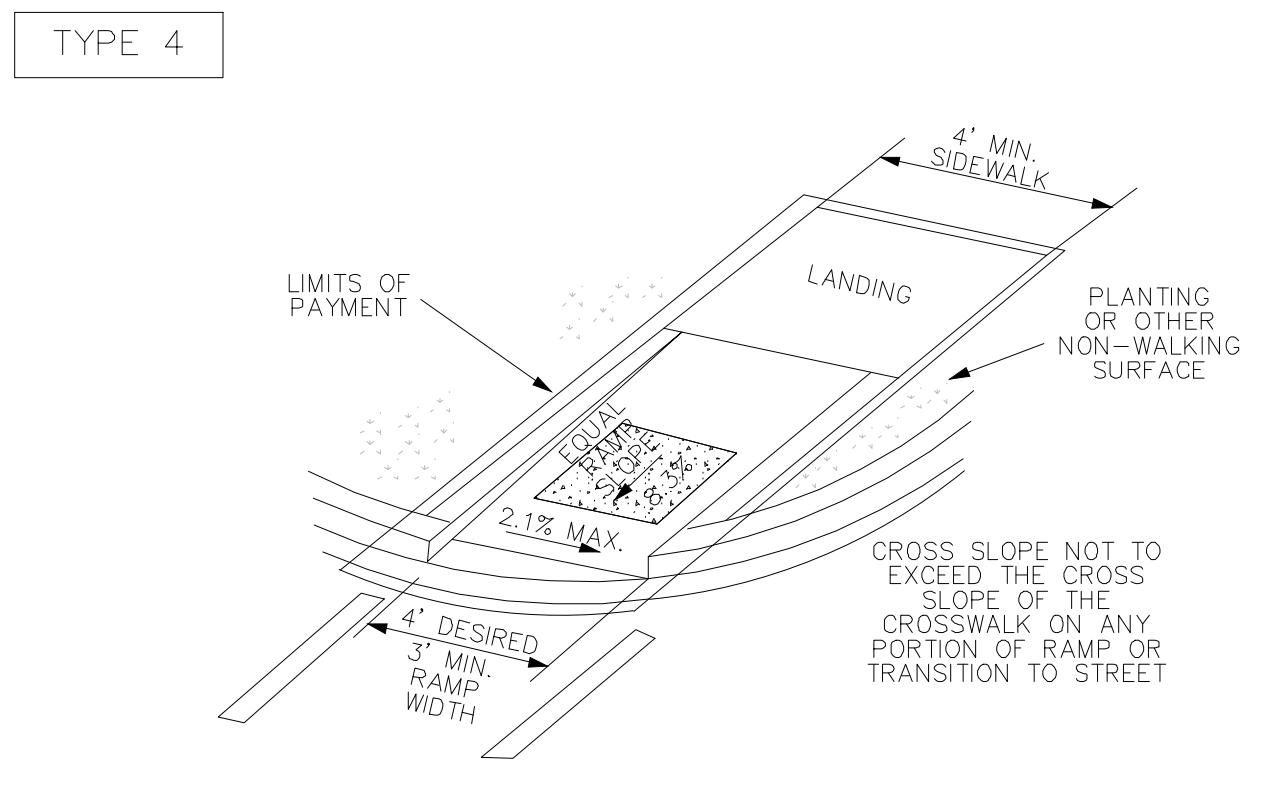 TYPE 4
4' MIN.
SIDEWALK
LANDING
LIMITS OF
PAYMENT
PLANTING
OR OTHER
NON-WALKING
SURFACE
EQUAL
RAMP
SLOPE
8.3%
2.1% MAX.
CROSS SLOPE NOT TO
EXCEED THE CROSS
SLOPE OF THE
CROSSWALK ON ANY
PORTION OF RAMP OR
TRANSITION TO STREET
4' DESIRED
3' MIN.
RAMP
WIDTH